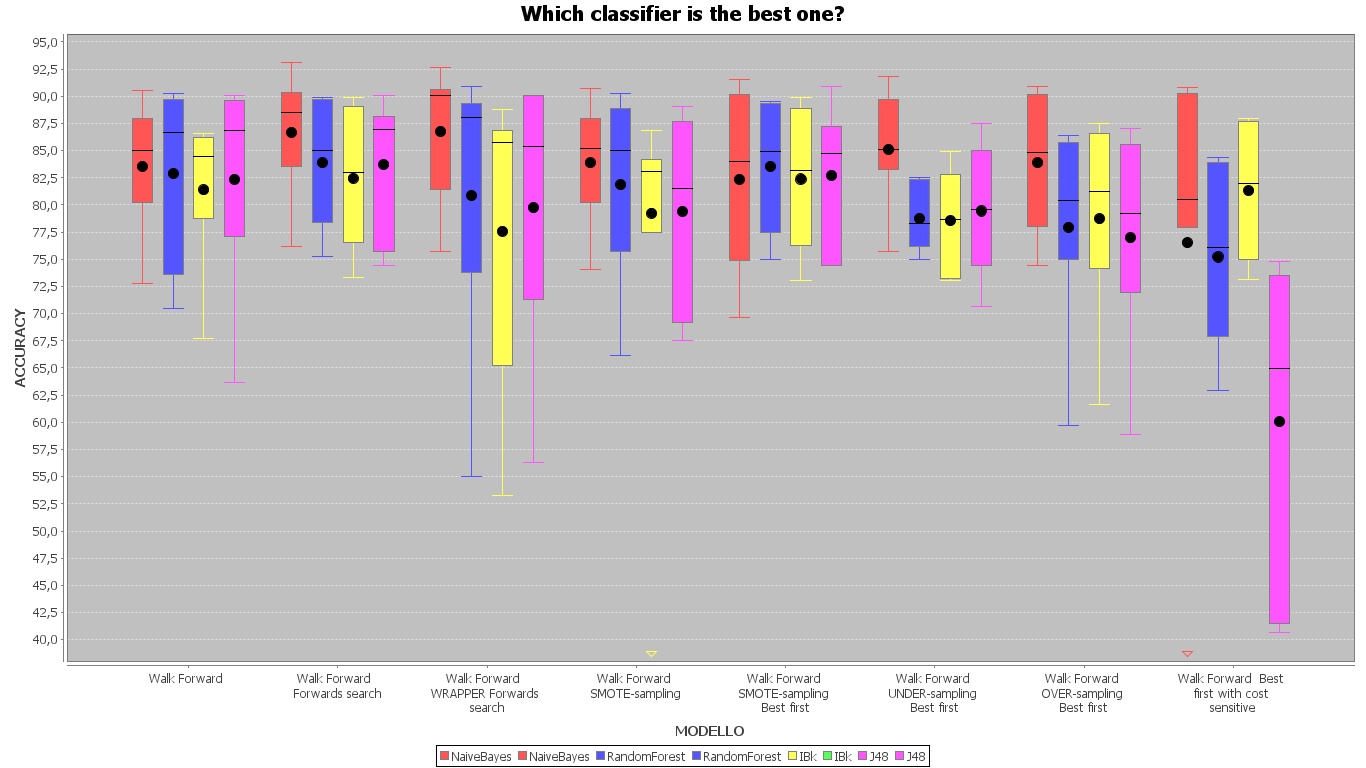 Which classifier is the best one?
ACCURACY
95,0
92,5
90,0
87,5
85,0
82,5
80,0
77,5
75,0
72,5
70,0
67,5
65,0
62,5
60,0
57,5
55,0
52,5
50,0
47,5
45,0
42,5
40,0
Walk Forward
Walk Forward
Forwards search
Walk Forward
WRAPPER Forwards
search
Walk Forward
SMOTE-sampling
Walk Forward
SMOTE-sampling
Best first
Walk Forward
UNDER-sampling
Best first
Walk Forward
OVER-sampling
Best first
Walk Forward Best
first with cost
sensitive
MODELLO
NaiveBayes NaiveBayes RandomForest RandomForest IBk IBk J48 J48